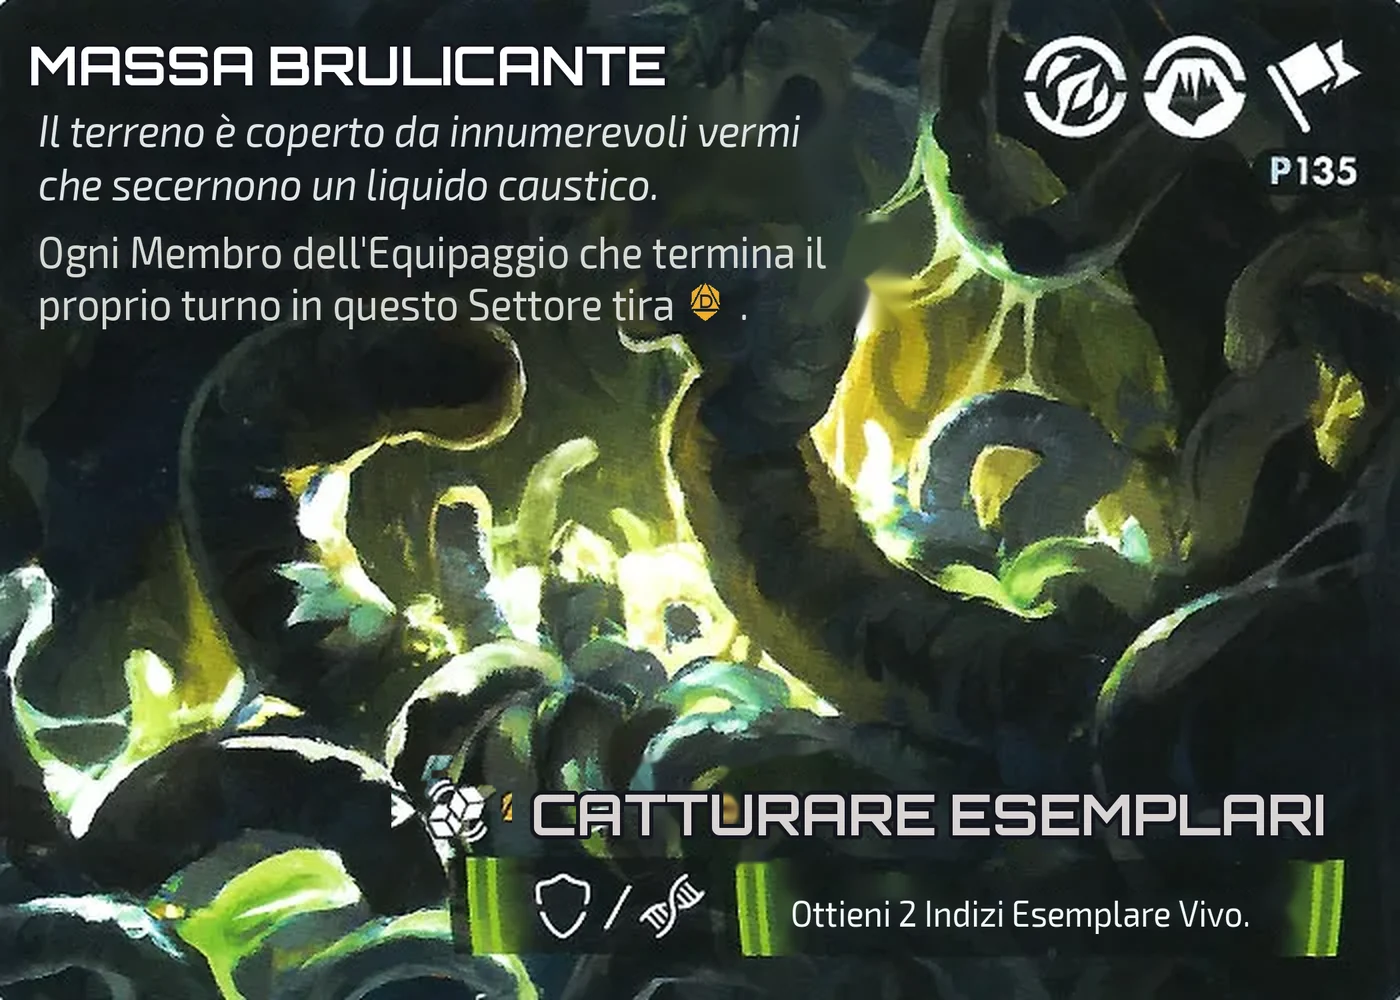 MASSA BRULICANTE
Il terreno è coperto da innumerevoli vermi
che secernono un liquido caustico.
P135
Ogni Membro dell'Equipaggio che termina il
proprio turno in questo Settore tira D .
CATTURARE ESEMPLARI
/
Ottieni 2 Indizi Esemplare Vivo.